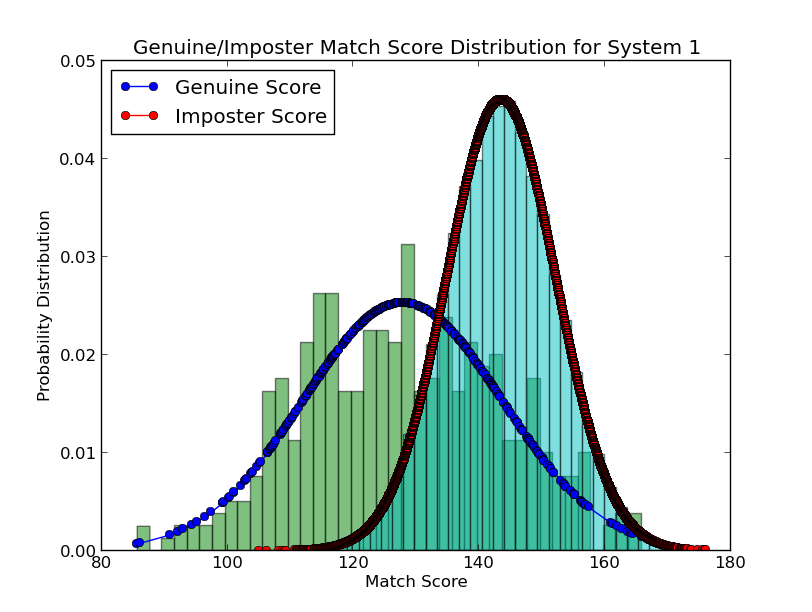 Genuine/Imposter Match Score Distribution for System 1
Genuine Score
Imposter Score
Probability Distribution
0.05
0.04
0.03
0.02
0.01
0.00
80 100 120 140 160 180
Match Score